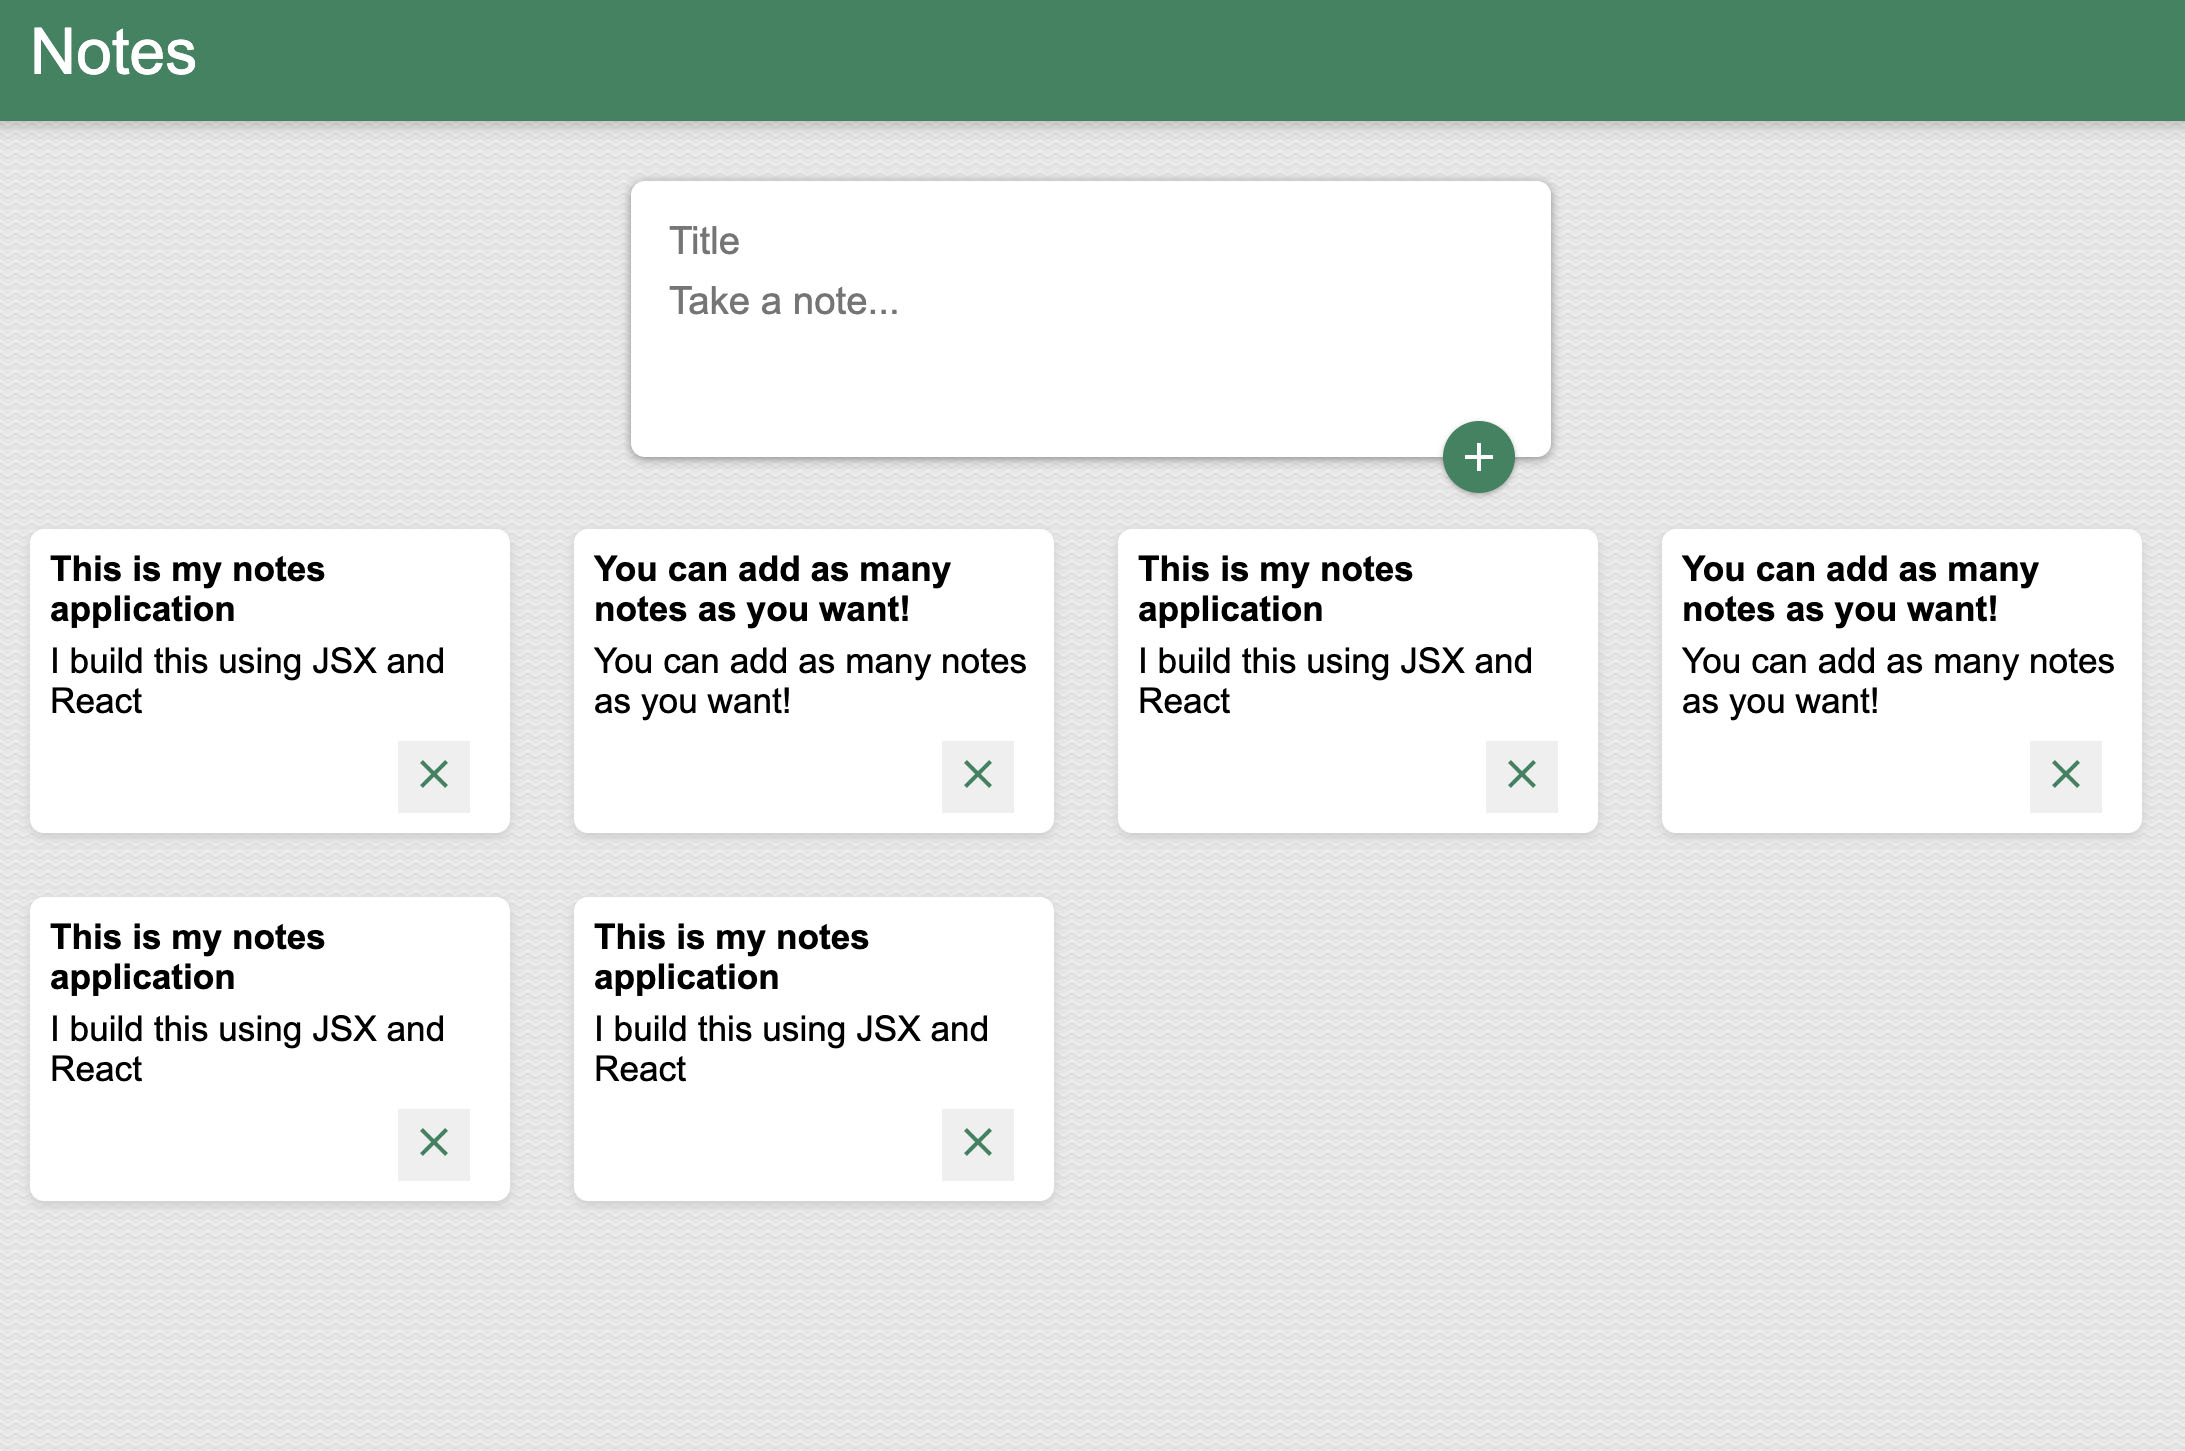 Notes
Title
Take a note...
This is my notes
application
I build this using JSX and
React
You can add as many
notes as you want!
You can add as many notes
as you want!
This is my notes
application
I build this using JSX and
React
You can add as many
notes as you want!
You can add as many notes
as you want!
This is my notes
application
I build this using JSX and
React
This is my notes
application
I build this using JSX and
React